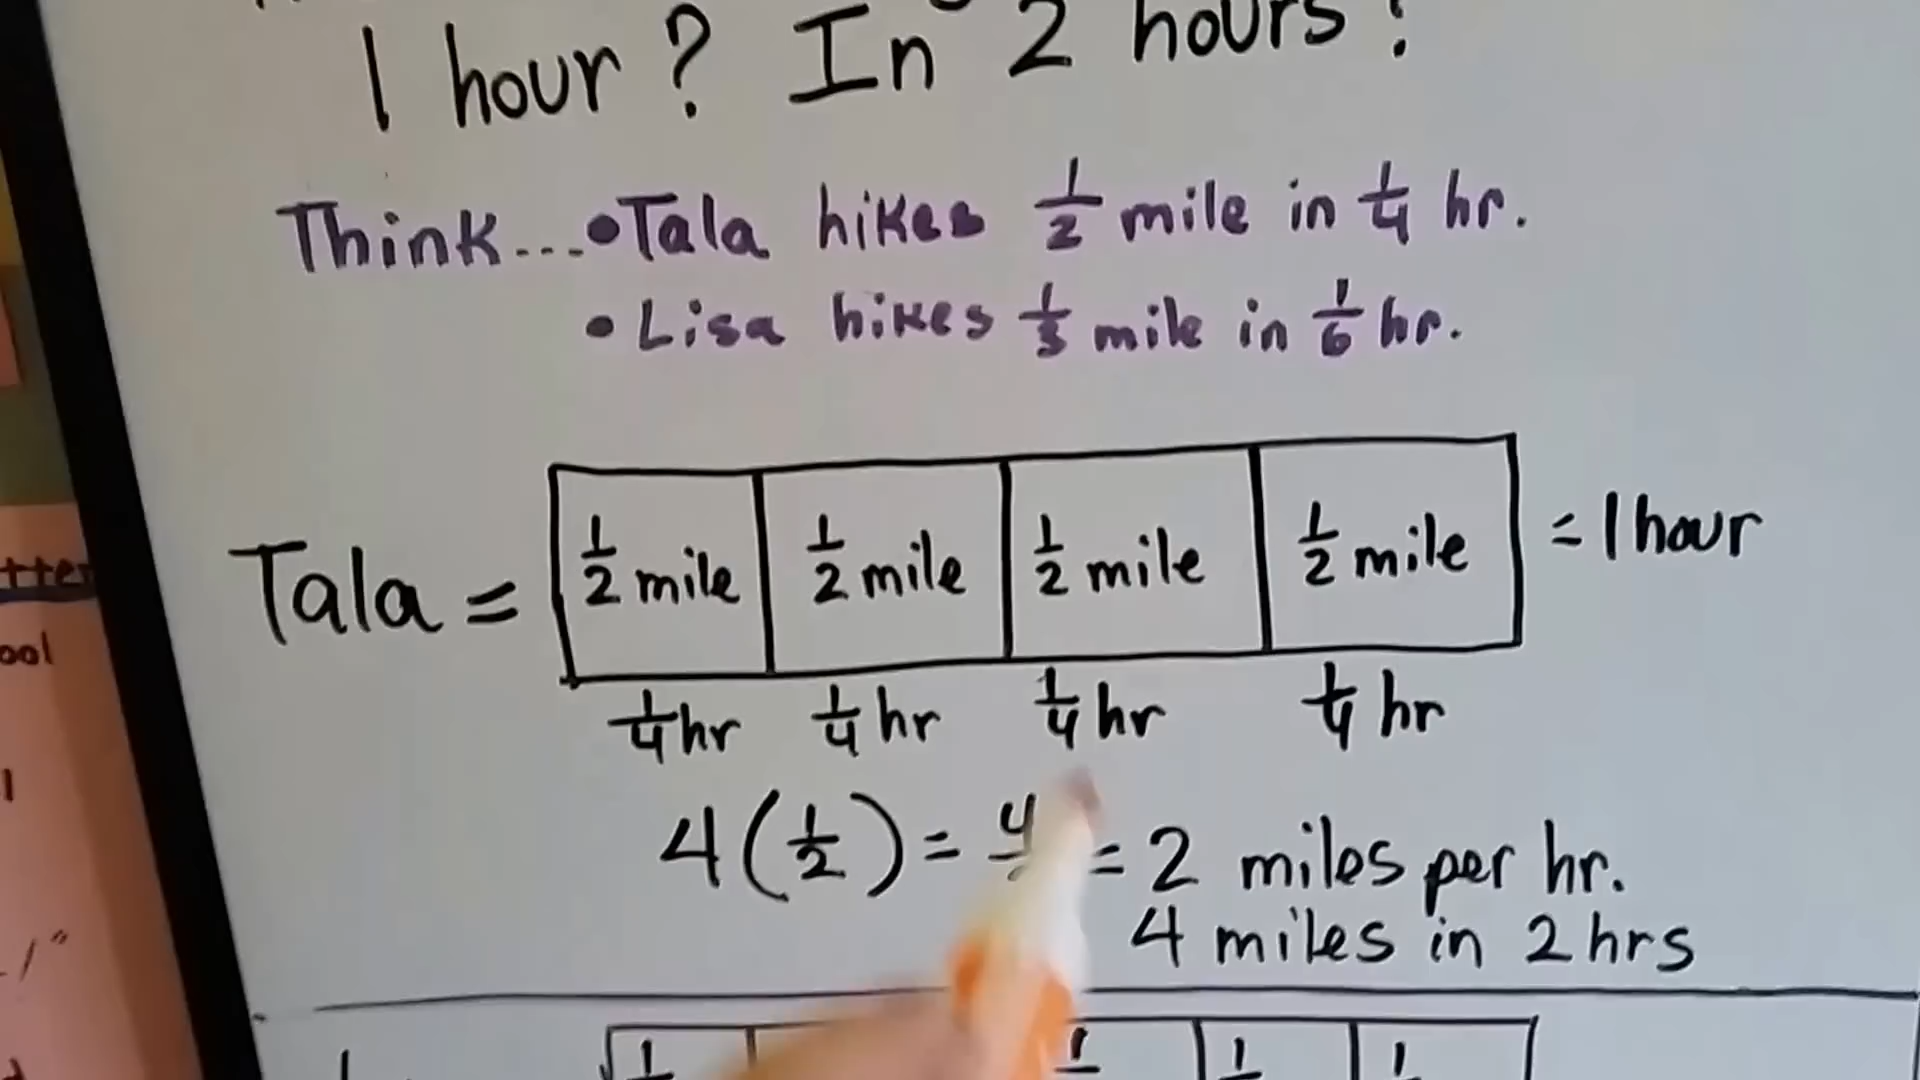 1 hour? In 2 hours?
Think...•Tala hikes 1/2 mile in 1/4 hr.
•Lisa hikes 1/3 mile in 1/6 hr.
Tala = 1/2 mile 1/2 mile 1/2 mile 1/2 mile = 1 hour
1/4 hr 1/4 hr 1/4 hr 1/4 hr
4(1/2) = 4 = 2 miles per hr.
4 miles in 2 hrs